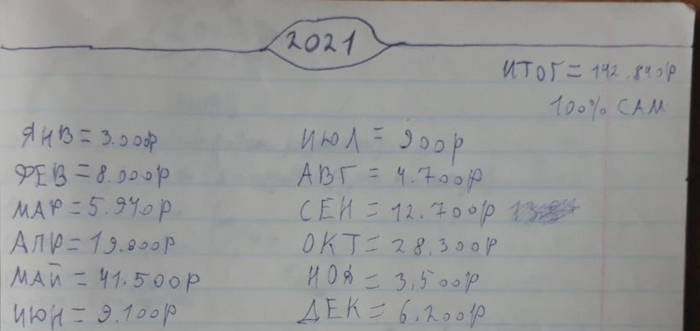 2021
ИТОГ = 142.840Р
100% САМ
ЯНВ = 3.000Р
ФЕВ = 8.000Р
МАР = 5.940Р
АПР = 19.000Р
МАЙ = 41.500Р
ИЮН = 9.100Р
ИЮЛ = 900Р
АВГ = 4.700Р
СЕН = 12.700Р
ОКТ = 28.300Р
НОЯ = 3.500Р
ДЕК = 6.200Р